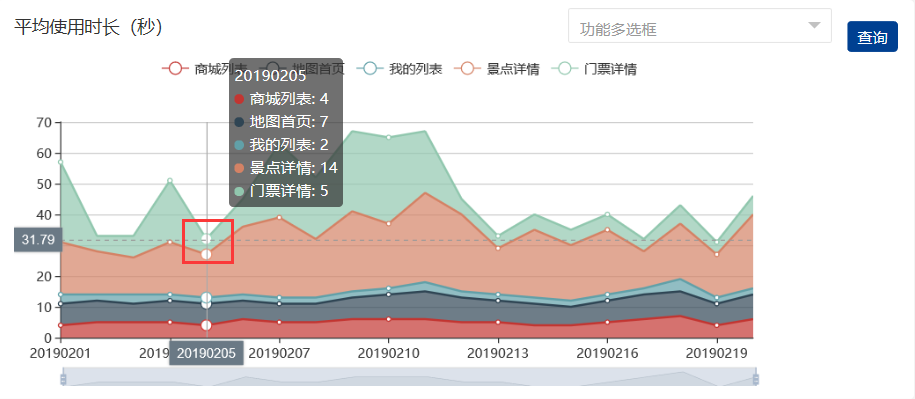 平均使用时长（秒）
功能多选框
查询
商城列表 地图首页 我的列表 景点详情 门票详情
20190205
商城列表: 4
地图首页: 7
我的列表: 2
景点详情: 14
门票详情: 5
70
60
50
40
31.79
20
10
0
20190201 20190205 20190207 20190210 20190213 20190216 20190219